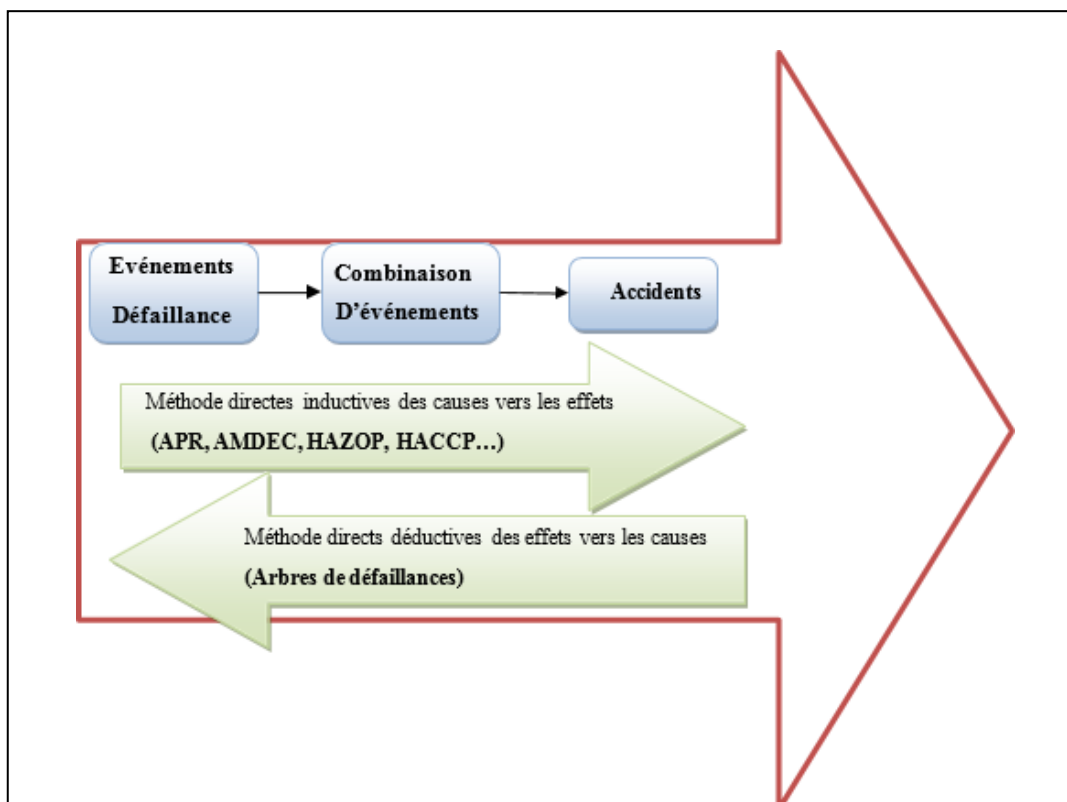 Evénements
Défaillance
Combinaison
D'événements
Accidents
Méthode directes inductives des causes vers les effets
(APR, AMDEC, HAZOP, HACCP…)
Méthode directs déductives des effets vers les causes
(Arbres de défaillances)